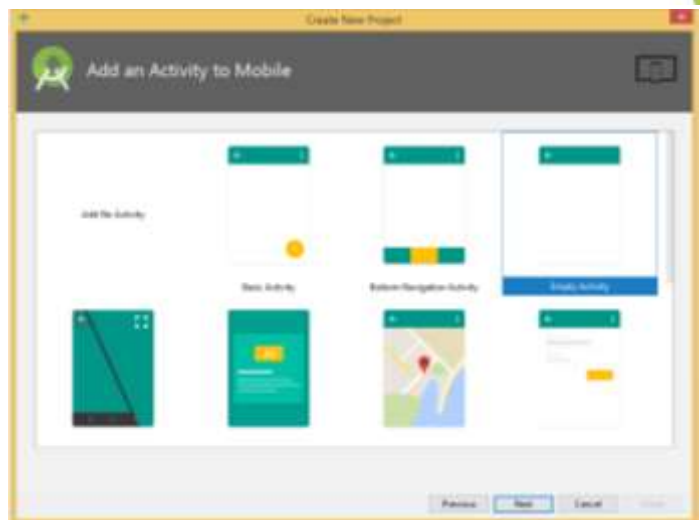 Create New Project
Add an Activity to Mobile
Add No Activity
Basic Activity
Bottom Navigation Activity
Empty Activity
Previous
Next
Cancel
Finish